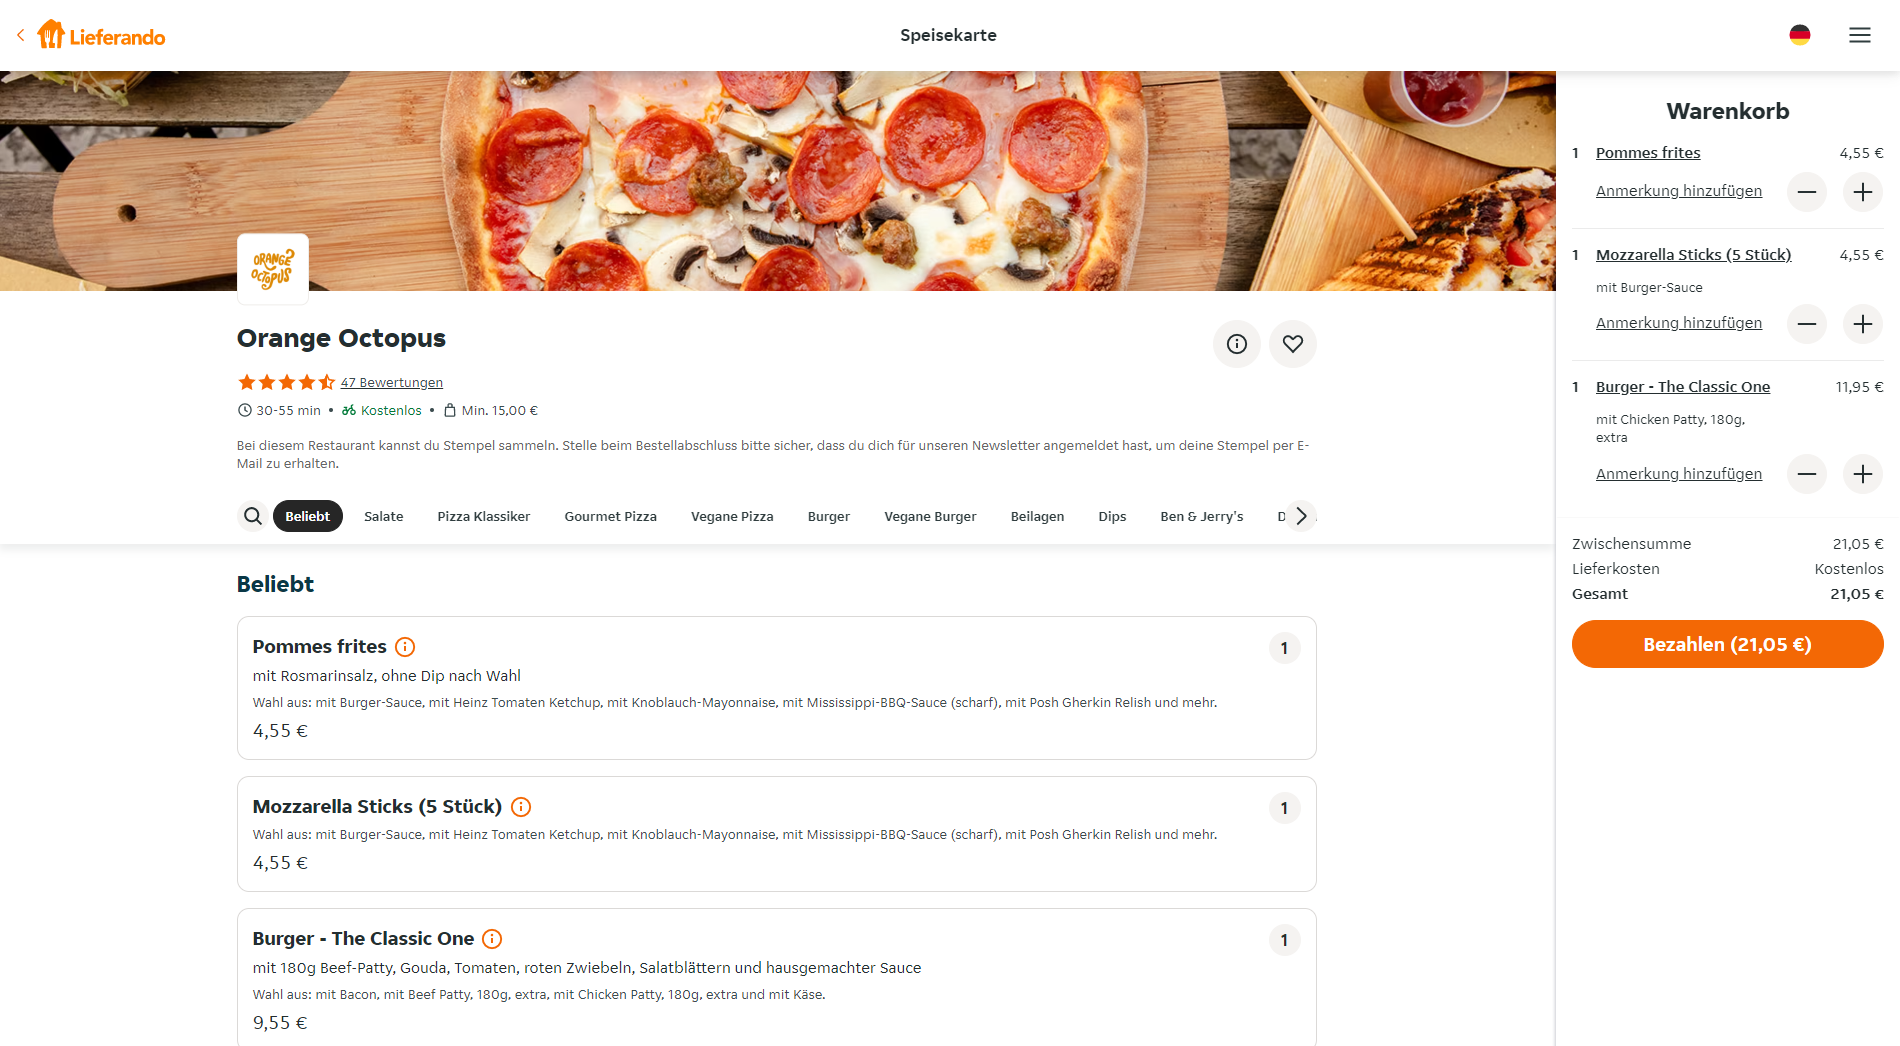 Lieferando
Speisekarte
ORANGE
OCTOPUS
Orange Octopus
47 Bewertungen
30-55 min • Kostenlos • Min. 15,00 €
Bei diesem Restaurant kannst du Stempel sammeln. Stelle beim Bestellabschluss bitte sicher, dass du dich für unseren Newsletter angemeldet hast, um deine Stempel per E-
Mail zu erhalten.
Beliebt Salate Pizza Klassiker Gourmet Pizza Vegane Pizza Burger Vegane Burger Beilagen Dips Ben & Jerry's
Beliebt
Pommes frites 1
mit Rosmarinsalz, ohne Dip nach Wahl
Wahl aus: mit Burger-Sauce, mit Heinz Tomaten Ketchup, mit Knoblauch-Mayonnaise, mit Mississippi-BBQ-Sauce (scharf), mit Posh Gherkin Relish und mehr.
4,55 €
Mozzarella Sticks (5 Stück) 1
Wahl aus: mit Burger-Sauce, mit Heinz Tomaten Ketchup, mit Knoblauch-Mayonnaise, mit Mississippi-BBQ-Sauce (scharf), mit Posh Gherkin Relish und mehr.
4,55 €
Burger - The Classic One 1
mit 180g Beef-Patty, Gouda, Tomaten, roten Zwiebeln, Salatblättern und hausgemachter Sauce
Wahl aus: mit Bacon, mit Beef Patty, 180g, extra, mit Chicken Patty, 180g, extra und mit Käse.
9,55 €
Warenkorb
1 Pommes frites 4,55 €
Anmerkung hinzufügen
1 Mozzarella Sticks (5 Stück) 4,55 €
mit Burger-Sauce
Anmerkung hinzufügen
1 Burger - The Classic One 11,95 €
mit Chicken Patty, 180g,
extra
Anmerkung hinzufügen
Zwischensumme 21,05 €
Lieferkosten Kostenlos
Gesamt 21,05 €
Bezahlen (21,05 €)